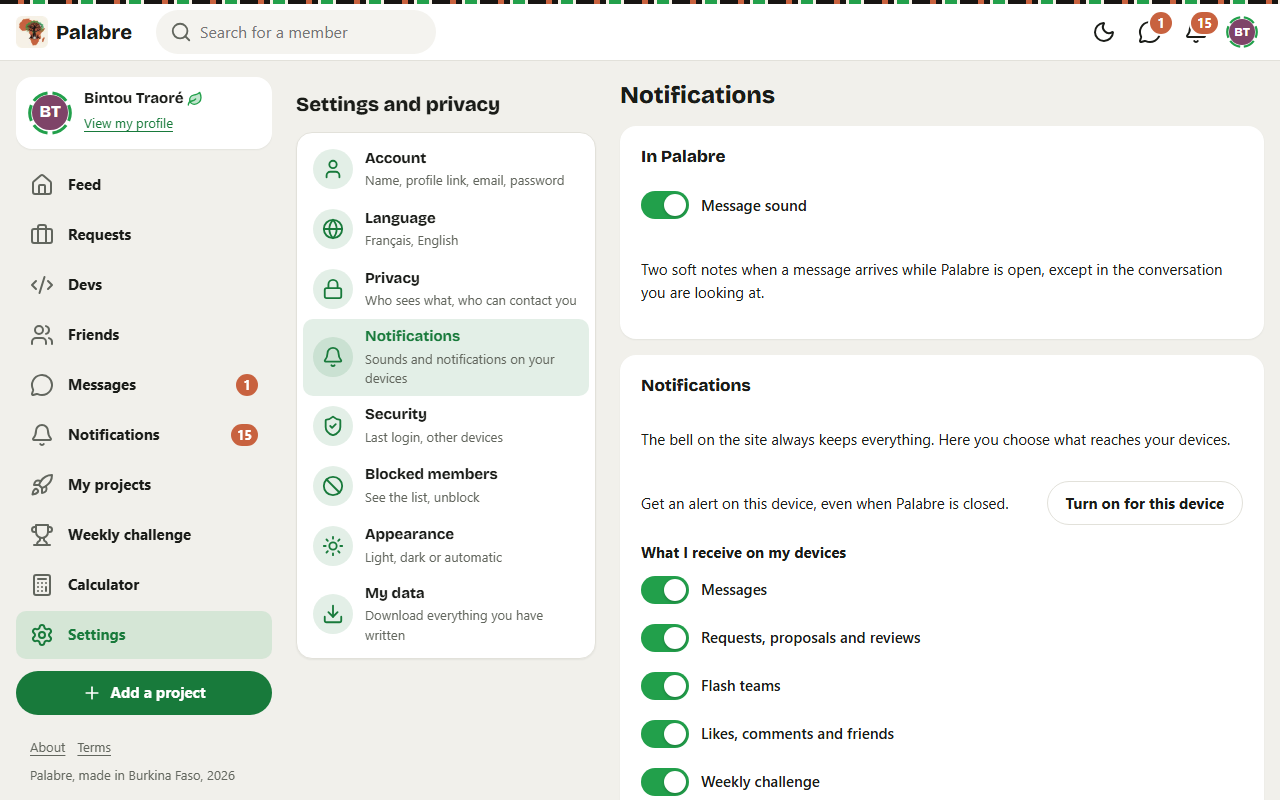 Palabre
Search for a member
1
15
BT
BT
Bintou Traoré
View my profile
Feed
Requests
Devs
Friends
Messages
1
Notifications
15
My projects
Weekly challenge
Calculator
Settings
Add a project
About Terms
Palabre, made in Burkina Faso, 2026
Settings and privacy
Account
Name, profile link, email, password
Language
Français, English
Privacy
Who sees what, who can contact you
Notifications
Sounds and notifications on your
devices
Security
Last login, other devices
Blocked members
See the list, unblock
Appearance
Light, dark or automatic
My data
Download everything you have
written
Notifications
In Palabre
Message sound
Two soft notes when a message arrives while Palabre is open, except in the conversation
you are looking at.
Notifications
The bell on the site always keeps everything. Here you choose what reaches your devices.
Get an alert on this device, even when Palabre is closed.
Turn on for this device
What I receive on my devices
Messages
Requests, proposals and reviews
Flash teams
Likes, comments and friends
Weekly challenge